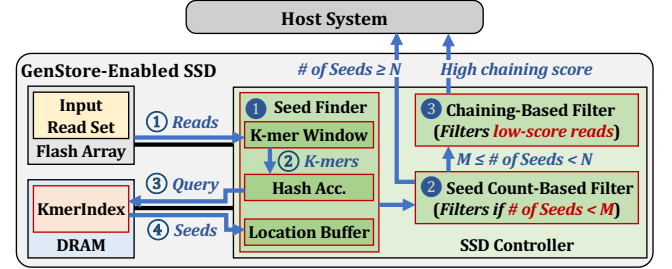 Host System
GenStore-Enabled SSD
# of Seeds ≥ N
High chaining score
Input
Read Set
Flash Array
① Reads
1 Seed Finder
K-mer Window
② K-mers
Hash Acc.
Location Buffer
③ Query
KmerIndex
④ Seeds
DRAM
3 Chaining-Based Filter
(Filters low-score reads)
M ≤ # of Seeds < N
2 Seed Count-Based Filter
(Filters if # of Seeds < M)
SSD Controller